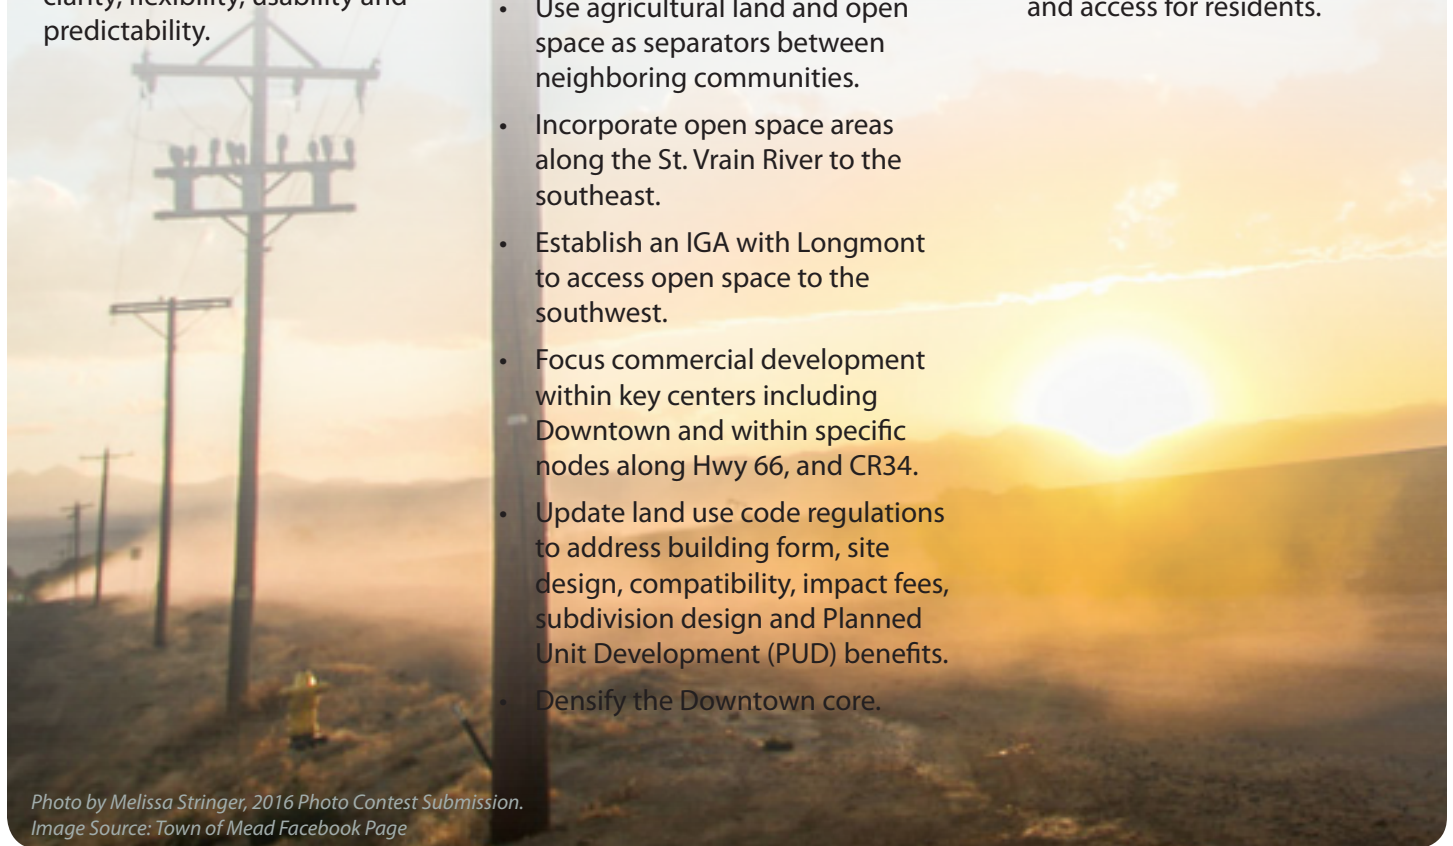 clarity, flexibility, usability and
predictability.
• Use agricultural land and open
space as separators between
neighboring communities.
• Incorporate open space areas
along the St. Vrain River to the
southeast.
• Establish an IGA with Longmont
to access open space to the
southwest.
• Focus commercial development
within key centers including
Downtown and within specific
nodes along Hwy 66, and CR34.
• Update land use code regulations
to address building form, site
design, compatibility, impact fees,
subdivision design and Planned
Unit Development (PUD) benefits.
• Densify the Downtown core.
and access for residents.
Photo by Melissa Stringer, 2016 Photo Contest Submission.
Image Source: Town of Mead Facebook Page